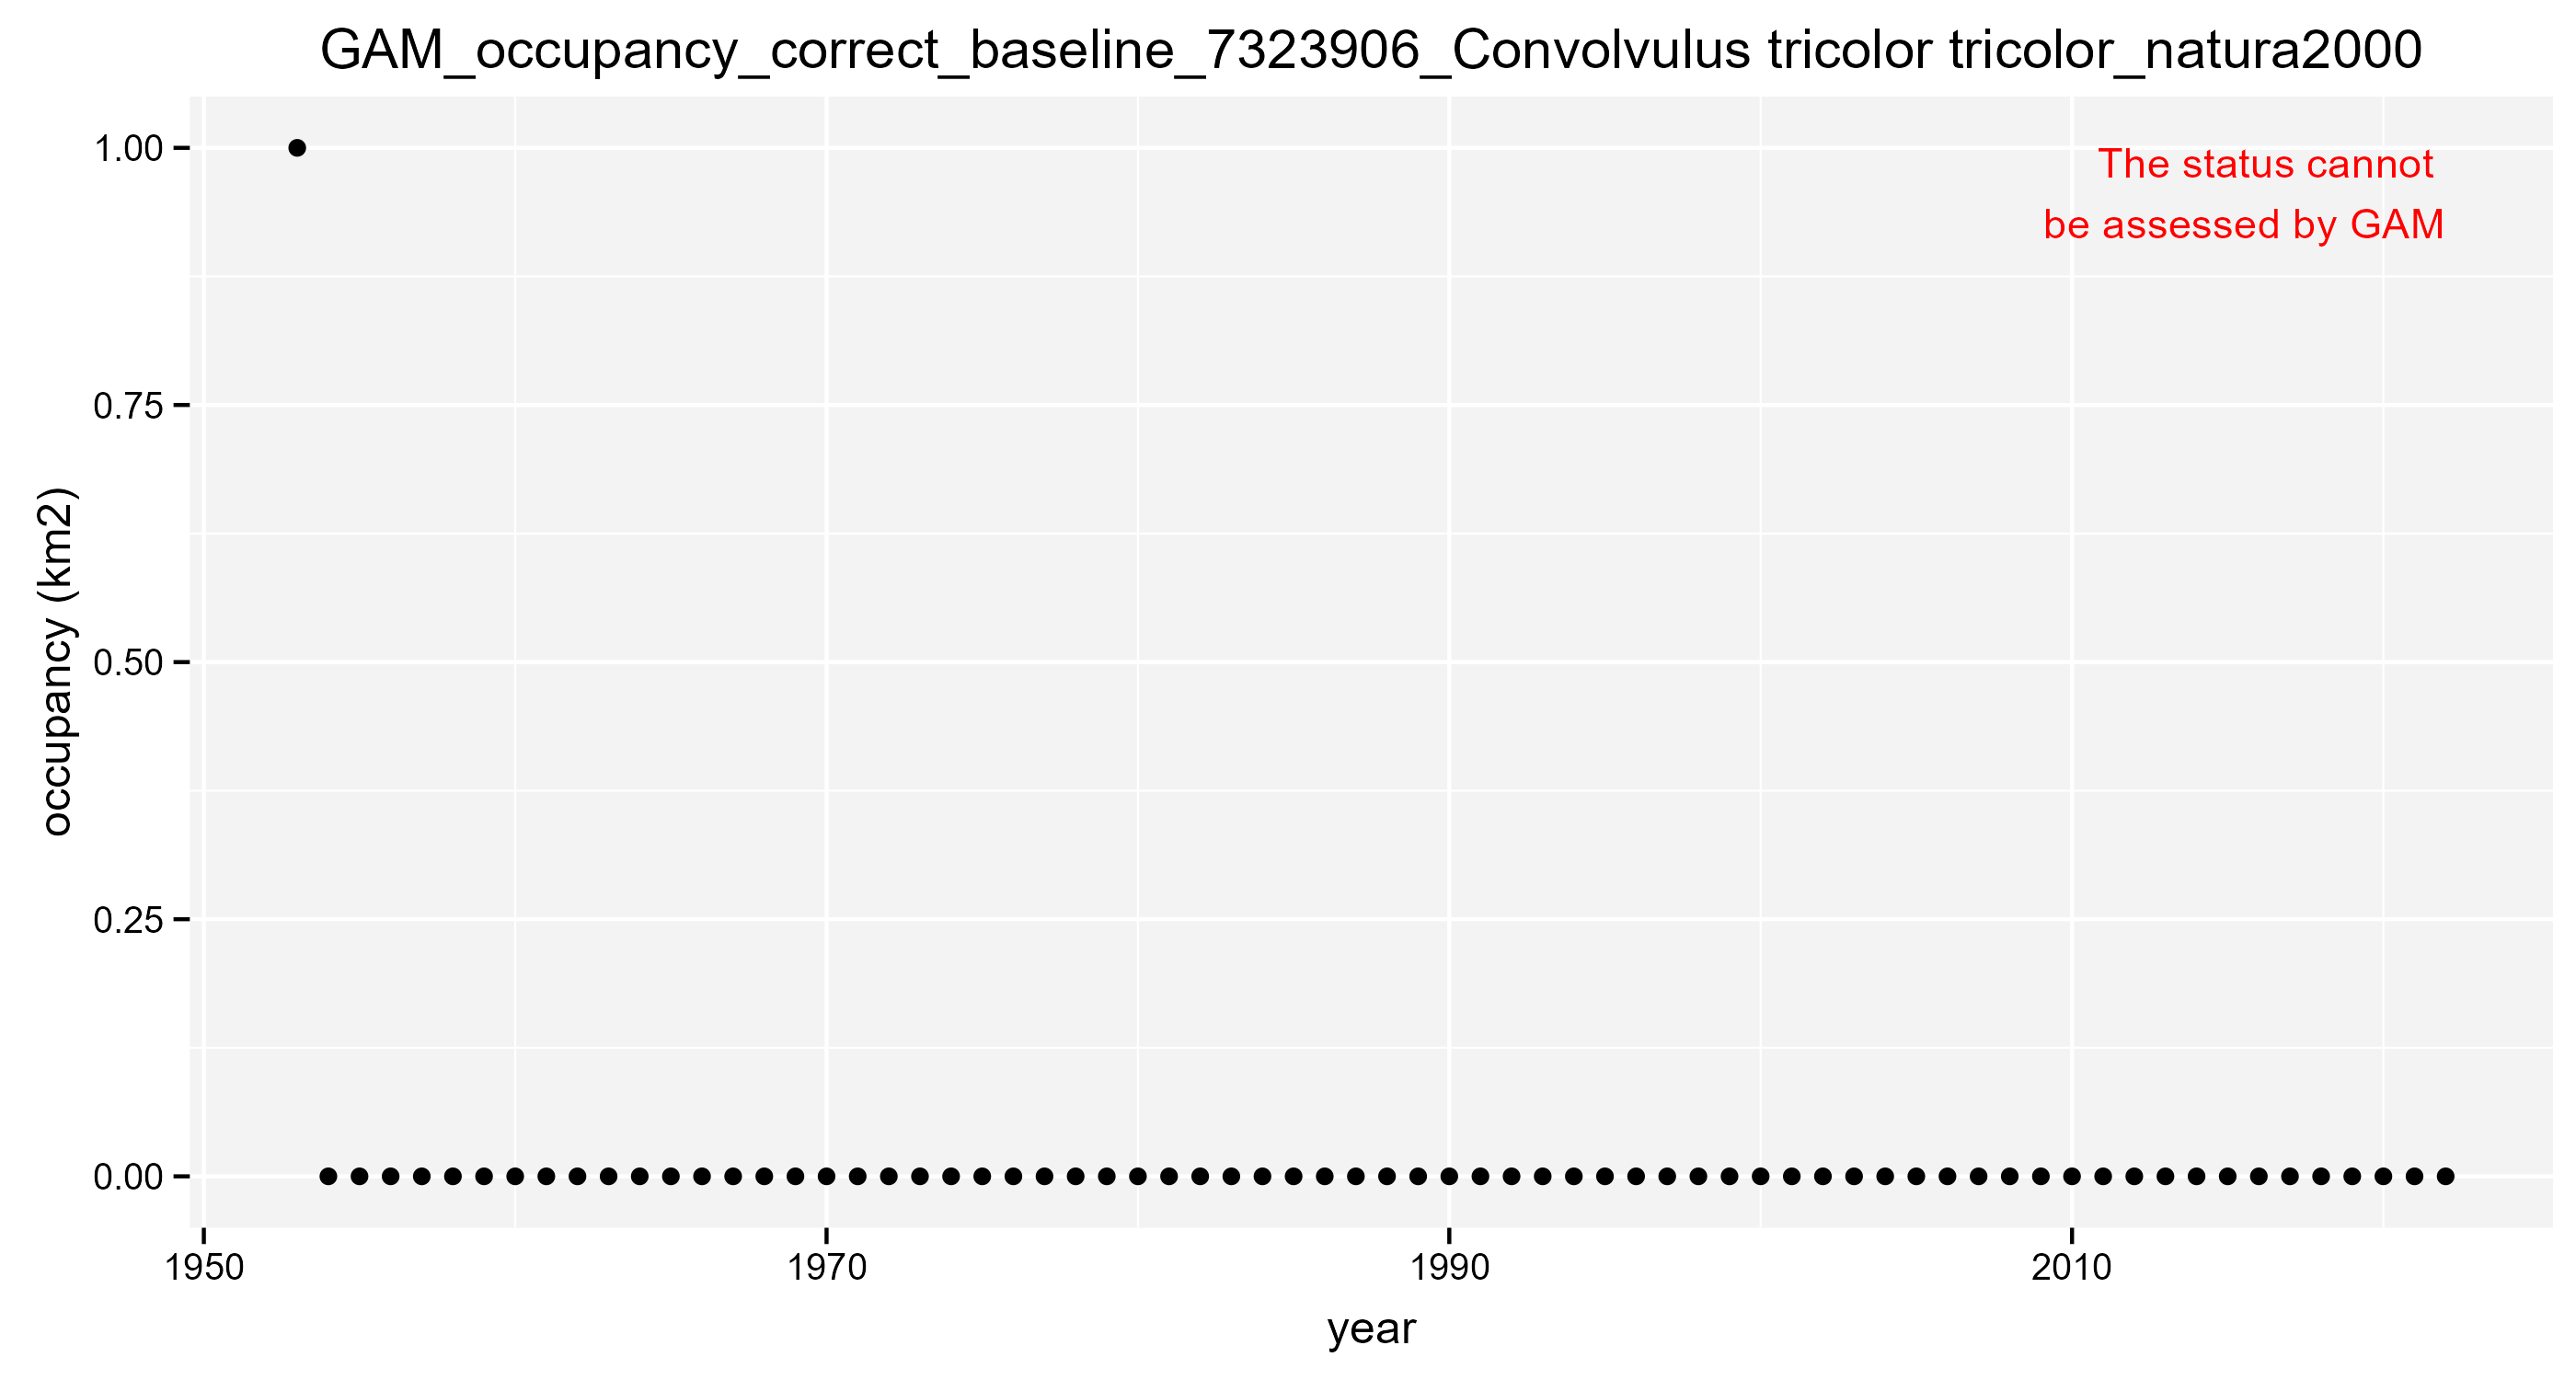 GAM_occupancy_correct_baseline_7323906_Convolvulus tricolor tricolor_natura2000
1.00
The status cannot
be assessed by GAM
0.75
occupancy (km2)
0.50
0.25
0.00
1950
1970
1990
2010
year